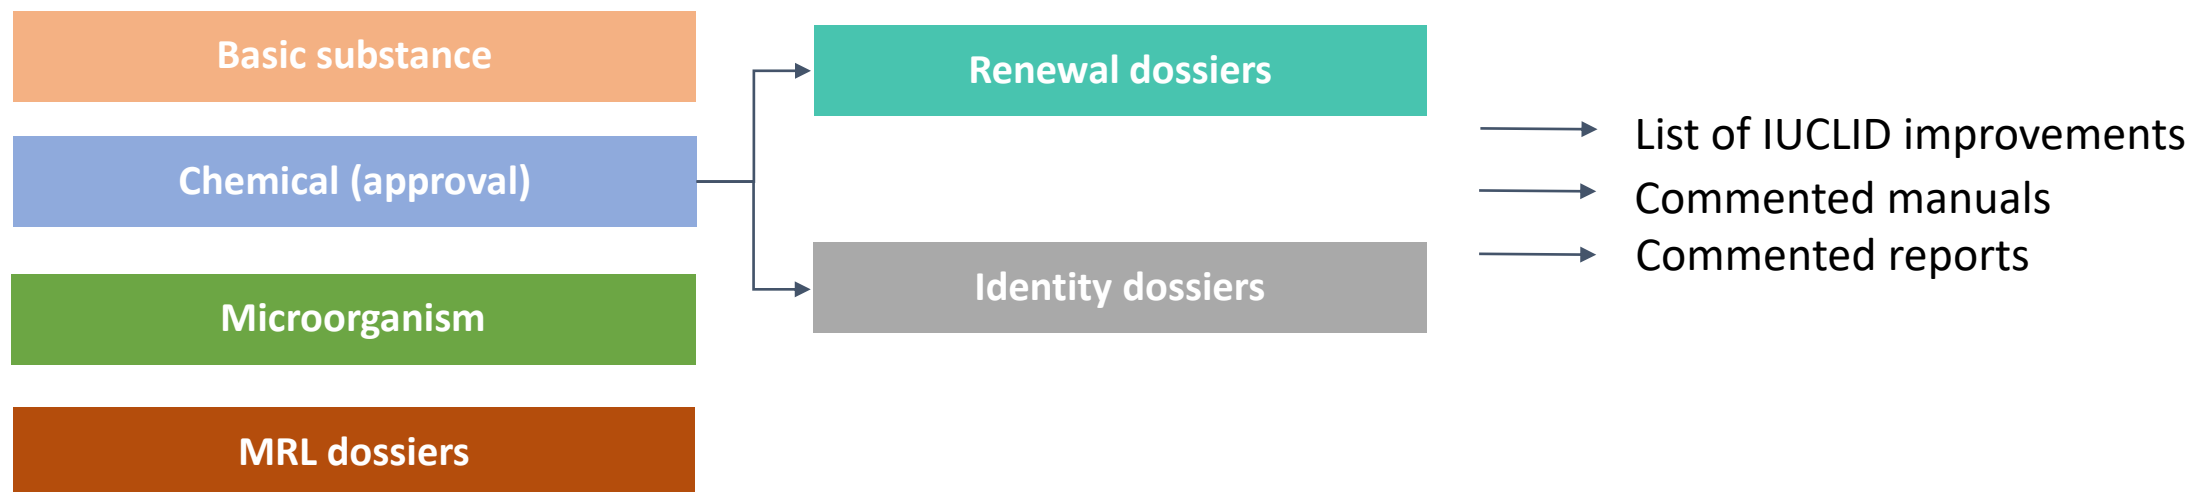 Basic substance
Chemical (approval)
Microorganism
MRL dossiers
Renewal dossiers
Identity dossiers
List of IUCLID improvements
Commented manuals
Commented reports